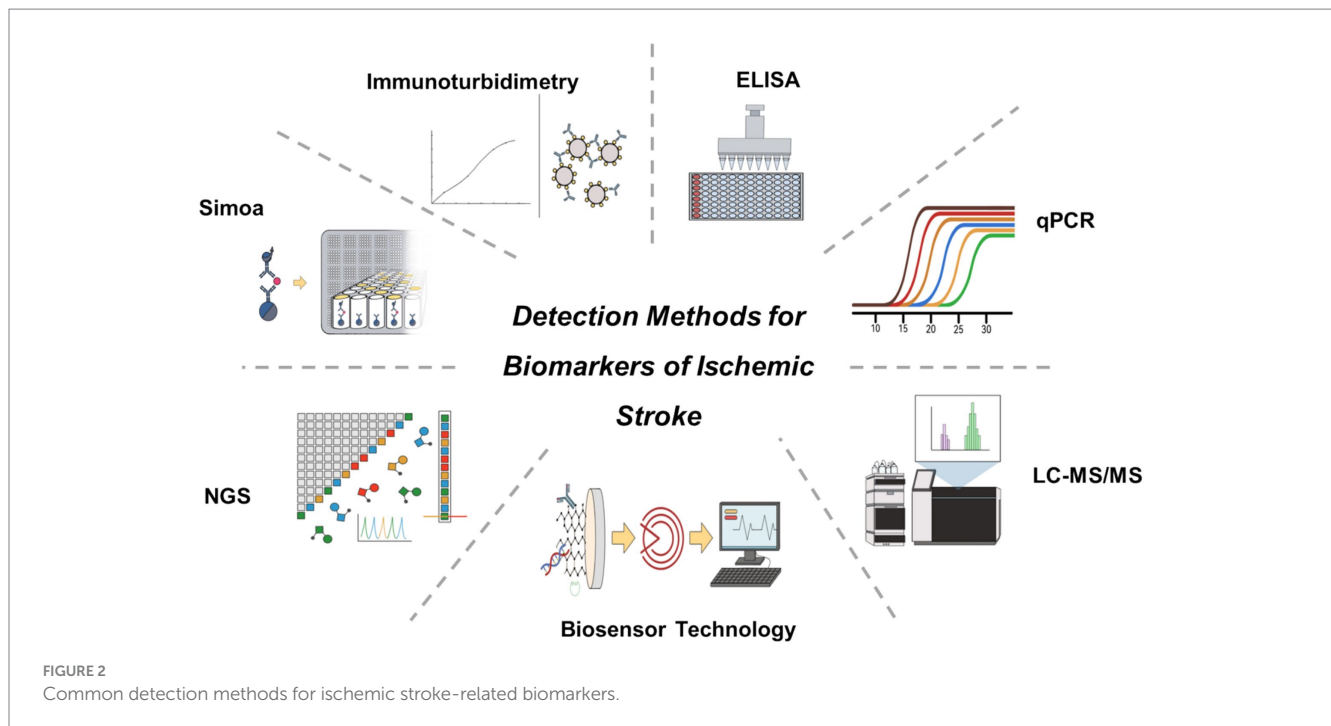 Immunoturbidimetry
ELISA
Simoa
qPCR
10 15 20 25 30
Detection Methods for
Biomarkers of Ischemic
Stroke
NGS
LC-MS/MS
Biosensor Technology
FIGURE 2
Common detection methods for ischemic stroke-related biomarkers.